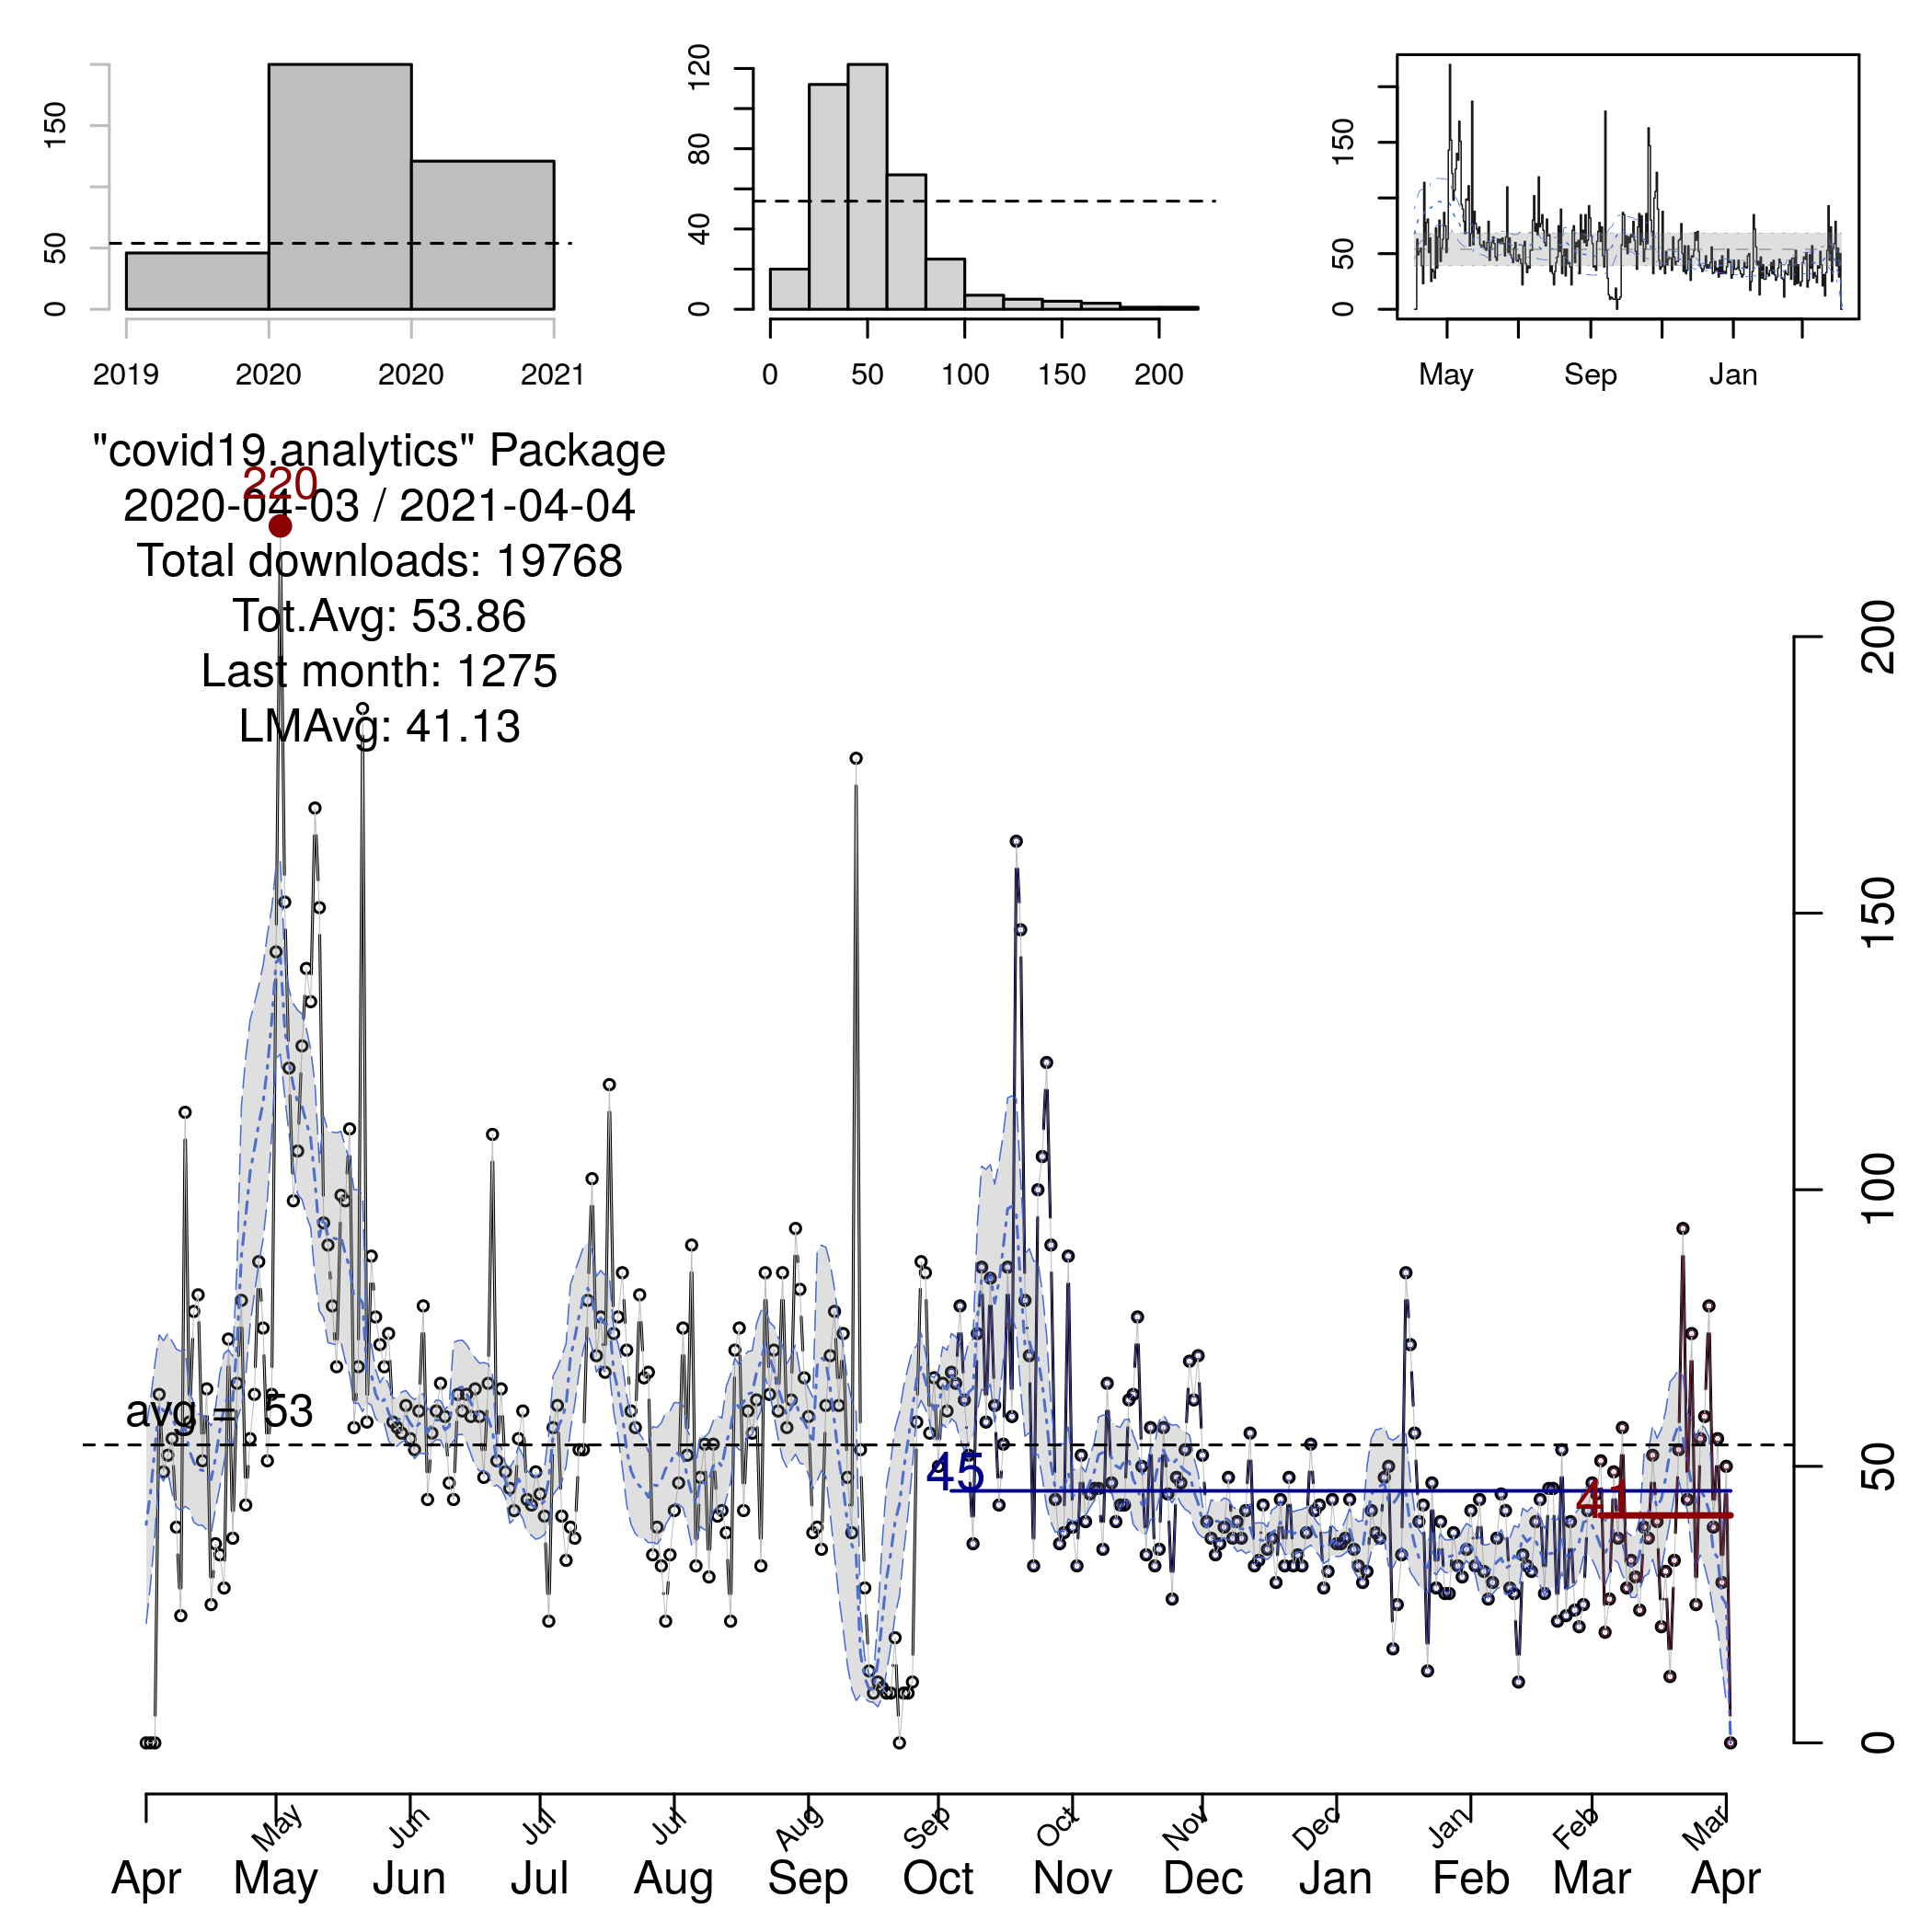 0 50 150
2019 2020 2020 2021
0 40 80 120
0 50 100 150 200
0 50 150
May Sep Jan
"covid19.analytics" Package
220
2020-04-03 / 2021-04-04
Total downloads: 19768
Tot.Avg: 53.86
Last month: 1275
LMAvg: 41.13
avg = 53
45
41
0 50 100 150 200
May Jun Jul Jul Aug Sep Oct Nov Dec Jan Feb Mar
Apr May Jun Jul Aug Sep Oct Nov Dec Jan Feb Mar Apr